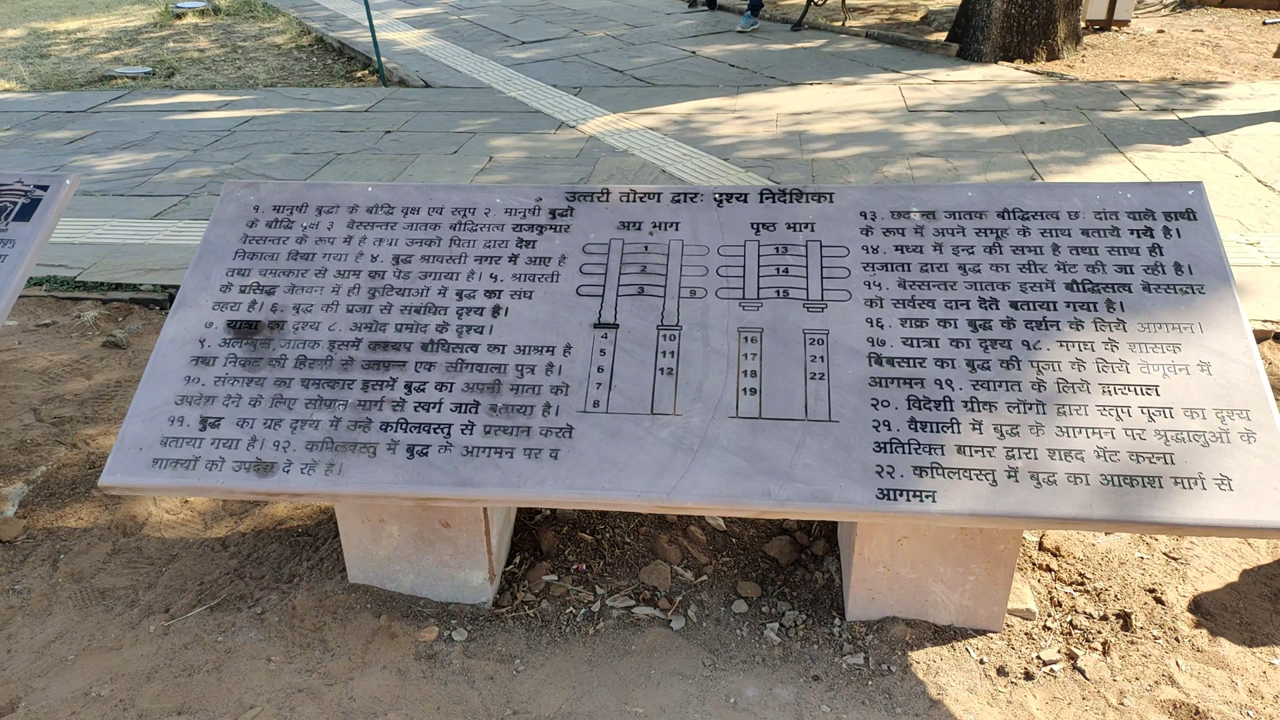 उत्तरी तोरण द्वारः दृश्य निर्देशिका
१. मानुषी बुद्धों के बौद्धि वृक्ष एवं स्तूप २. मानुषी बुद्धों
के बौद्धि वृक्ष ३ वेस्सन्तर जातक बौद्धिसत्व राजकुमार
वेस्सन्तर के रूप में है तथा उनको पिता द्वारा देश
निकाला दिया गया है ४. बुद्ध श्रावस्ती नगर में आए है
तथा चमत्कार से आम का पेड उगाया है। ५. श्रावस्ती
के प्रसिद्ध जेतवन में ही कुटियाओं में बुद्ध का संघ
ठहरा है। ६. बुद्ध की प्रजा से संबंधित दृश्य है।
७. यात्रा का दृश्य ८. अमोद प्रमोद के दृश्य।
९. अलम्बुस जातक इसमें कश्यप बौधिसत्व का आश्रम है
तथा निकट की हिरणी से उत्पन्न एक सींगवाला पुत्र है।
१०. संकाश्य का चमत्कार इसमें बुद्ध का अपनी माता को
उपदेश देने के लिए सोपान मार्ग से स्वर्ग जाते बताया है।
११. बुद्ध का ग्रह दृश्य में उन्हे कपिलवस्तु से प्रस्थान करते
बताया गया है। १२. कपिलवस्तु में बुद्ध के आगमन पर व
शाक्यों को उपदेश दे रहे है।
अग्र भाग
1
2
3 9
4 10
5 11
6 12
7
8
पृष्ठ भाग
13
14
15
16 20
17 21
18 22
19
१३. छदन्त जातक बौद्धिसत्व छः दांत वाले हाथी
के रूप में अपने समूह के साथ बताये गये है।
१४. मध्य में इन्द्र की सभा है तथा साथ ही
सुजाता द्वारा बुद्ध का सीर भेंट की जा रही है।
१५. बेस्सन्तर जातक इसमें बौद्धिसत्व बेस्सन्तर
को सर्वस्व दान देते बताया गया है।
१६. शक्र का बुद्ध के दर्शन के लिये आगमन।
१७. यात्रा का दृश्य १८. मगध के शासक
बिंबसार का बुद्ध की पूजा के लिये वेणूवन में
आगमन १९. स्वागत के लिये द्वारपाल
२०. विदेशी ग्रीक लोंगो द्वारा स्तूप पूजा का दृश्य
२१. वैशाली में बुद्ध के आगमन पर श्रृद्धालुओं के
अतिरिक्त बानर द्वारा शहद भेंट करना
२२. कपिलवस्तु में बुद्ध का आकाश मार्ग से
आगमन